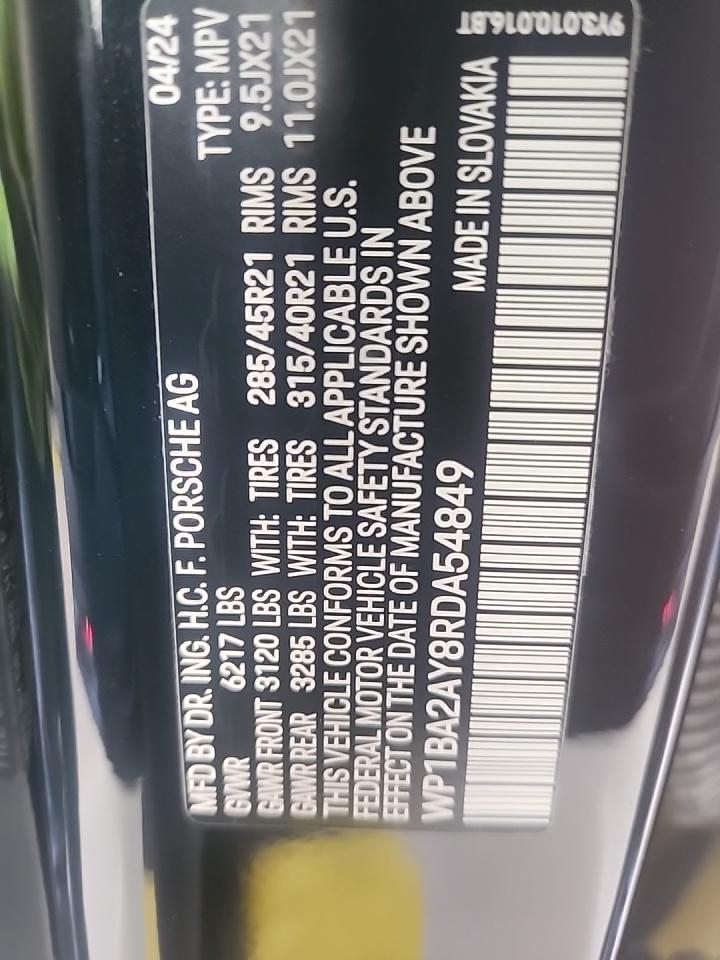 MFD BY DR. ING. H.C. F. PORSCHE AG 04/24
GVWR 6217 LBS TYPE: MPV
GAWR FRONT 3120 LBS WITH: TIRES 285/45R21 RIMS 9.5JX21
GAWR REAR 3285 LBS WITH: TIRES 315/40R21 RIMS 11.0JX21
THIS VEHICLE CONFORMS TO ALL APPLICABLE U.S.
FEDERAL MOTOR VEHICLE SAFETY STANDARDS IN
EFFECT ON THE DATE OF MANUFACTURE SHOWN ABOVE
WP1BA2AY8RDA54849
MADE IN SLOVAKIA
9Y3.010.016.BT